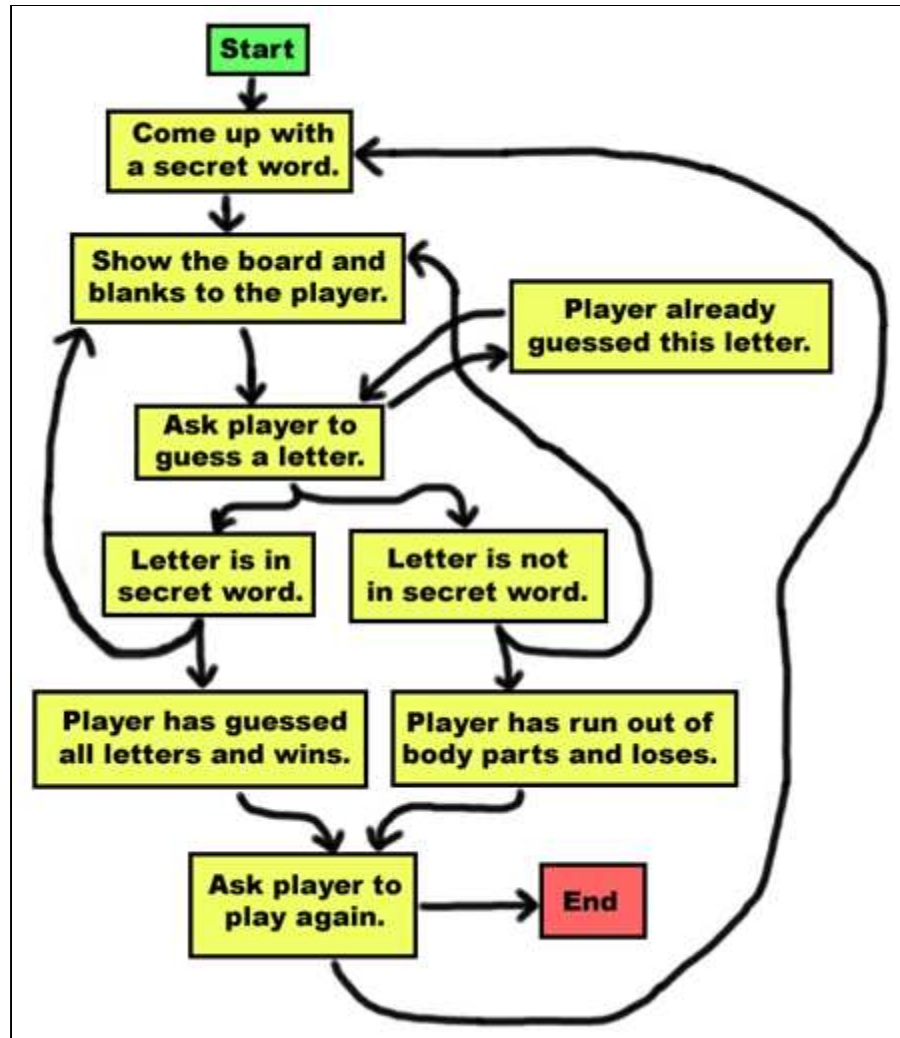 Start
Come up with
a secret word.
Show the board and
blanks to the player.
Player already
guessed this letter.
Ask player to
guess a letter.
Letter is in
secret word.
Letter is not
in secret word.
Player has guessed
all letters and wins.
Player has run out of
body parts and loses.
Ask player to
play again.
End